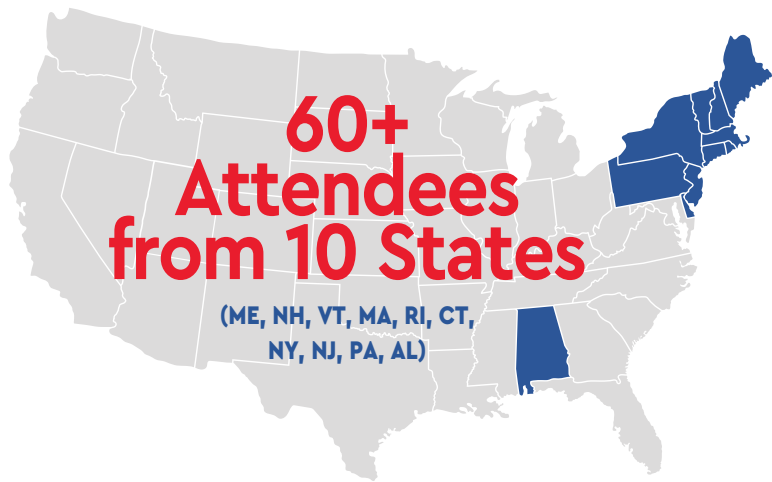 60+
Attendees
from 10 States
(ME, NH, VT, MA, RI, CT,
NY, NJ, PA, AL)